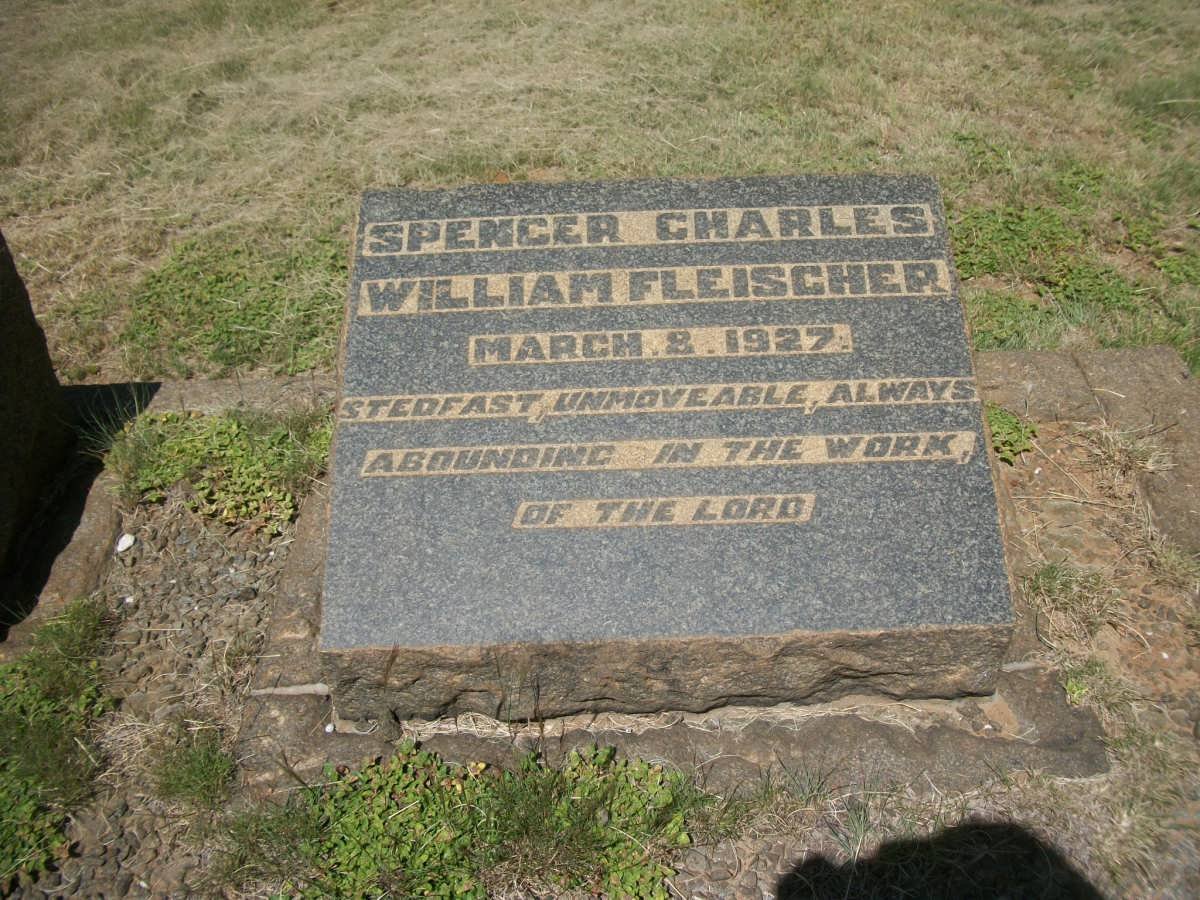 SPENCER CHARLES
WILLIAM FLEISCHER
MARCH. 8. 1927.
STEDFAST, UNMOVEABLE, ALWAYS
ABOUNDING IN THE WORK,
OF THE LORD